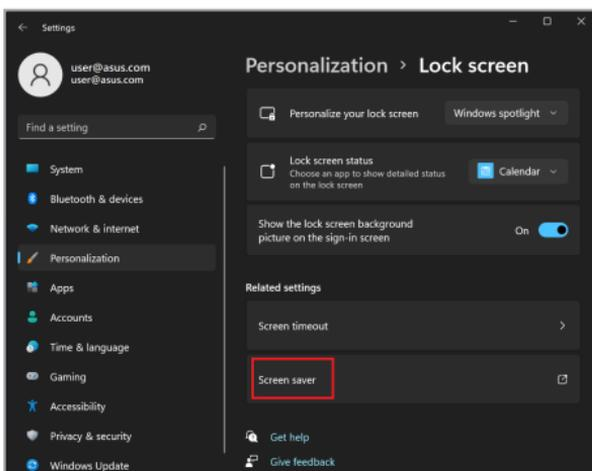 Settings
user@asus.com
user@asus.com
Find a setting
System
Bluetooth & devices
Network & internet
Personalization
Apps
Accounts
Time & language
Gaming
Accessibility
Privacy & security
Windows Update
Personalization > Lock screen
Personalize your lock screen
Windows spotlight
Lock screen status
Choose an app to show detailed status
on the lock screen
Calendar
Show the lock screen background
picture on the sign-in screen
On
Related settings
Screen timeout
Screen saver
Get help
Give feedback